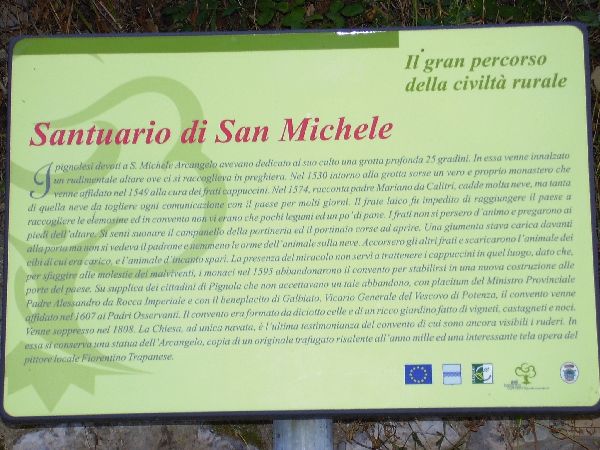 Il gran percorso
della civiltà rurale
Santuario di San Michele
I pignolesi devoti a S. Michele Arcangelo avevano dedicato al suo culto una grotta profonda 25 gradini. In essa venne innalzato
un rudimentale altare ove ci si raccoglieva in preghiera. Nel 1530 intorno alla grotta sorse un vero e proprio monastero che
venne affidato nel 1549 alla cura dei frati cappuccini. Nel 1574, racconta padre Mariano da Calitri, cadde molta neve, ma tanta
di quella neve da togliere ogni comunicazione con il paese per molti giorni. Il frate laico fu impedito di raggiungere il paese a
raccogliere le elemosine ed in convento non vi erano che pochi legumi ed un po' di pane. I frati non si persero d'animo e pregarono ai
piedi dell'altare. Si sentì suonare il campanello della portineria ed il portinaio corse ad aprire. Una giumenta stava carica davanti
alla porta ma non si vedeva il padrone e nemmeno le orme dell'animale sulla neve. Accorsero gli altri frati e scaricarono l'animale dei
cibi di cui era carico, e l'animale d'incanto sparì. La presenza del miracolo non servì a trattenere i cappuccini in quel luogo, dato che,
per sfuggire alle molestie dei malviventi, i monaci nel 1595 abbandonarono il convento per stabilirsi in una nuova costruzione alle
porte del paese. Su supplica dei cittadini di Pignola che non accettavano un tale abbandono, con placitum del Ministro Provinciale
Padre Alessandro da Rocca Imperiale e con il beneplacito di Galbiato, Vicario Generale del Vescovo di Potenza, il convento venne
affidato nel 1607 ai Padri Osservanti. Il convento era formato da diciotto celle e di un ricco giardino fatto di vigneti, castagneti e noci.
Venne soppresso nel 1898. La Chiesa, ad unica navata, è l'ultima testimonianza del convento di cui sono ancora visibili i ruderi. In
essa si conserva una statua dell'Arcangelo, copia di un originale trafugato risalente all'anno mille ed una interessante tela opera del
pittore locale Fiorentino Trapanese.